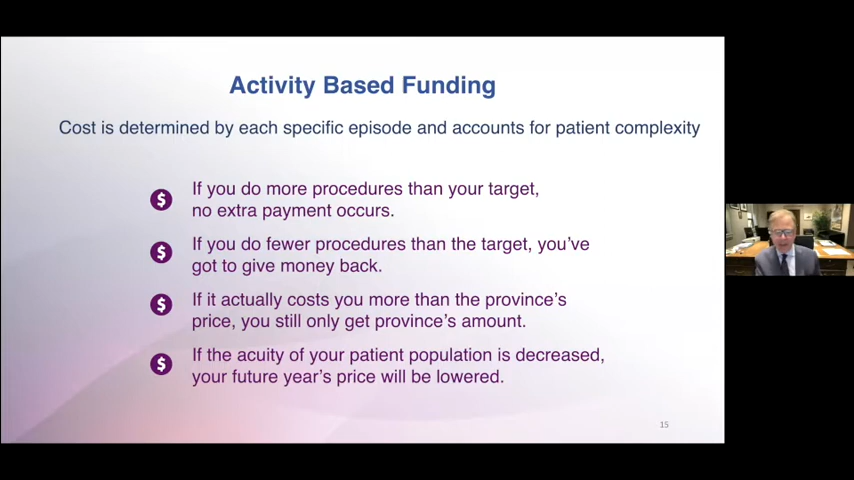 Activity Based Funding
Cost is determined by each specific episode and accounts for patient complexity
$ If you do more procedures than your target,
no extra payment occurs.
$ If you do fewer procedures than the target, you've
got to give money back.
$ If it actually costs you more than the province's
price, you still only get province's amount.
$ If the acuity of your patient population is decreased,
your future year's price will be lowered.
15